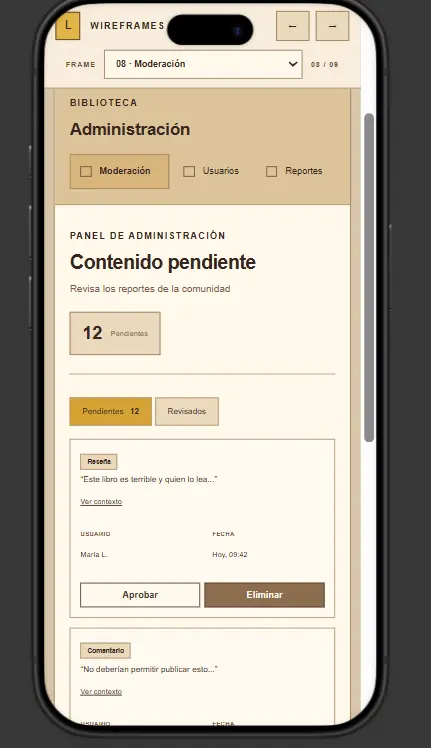 L WIREFRAMES ← →
FRAME 08 · Moderación 08 / 09
BIBLIOTECA
Administración
Moderación Usuarios Reportes
PANEL DE ADMINISTRACIÓN
Contenido pendiente
Revisa los reportes de la comunidad
12 Pendientes
Pendientes 12 Revisados
Reseña
"Este libro es terrible y quien lo lea..."
Ver contexto
USUARIO FECHA
María L. Hoy, 09:42
Aprobar Eliminar
Comentario
"No deberían permitir publicar esto..."
Ver contexto
USUARIO FECHA